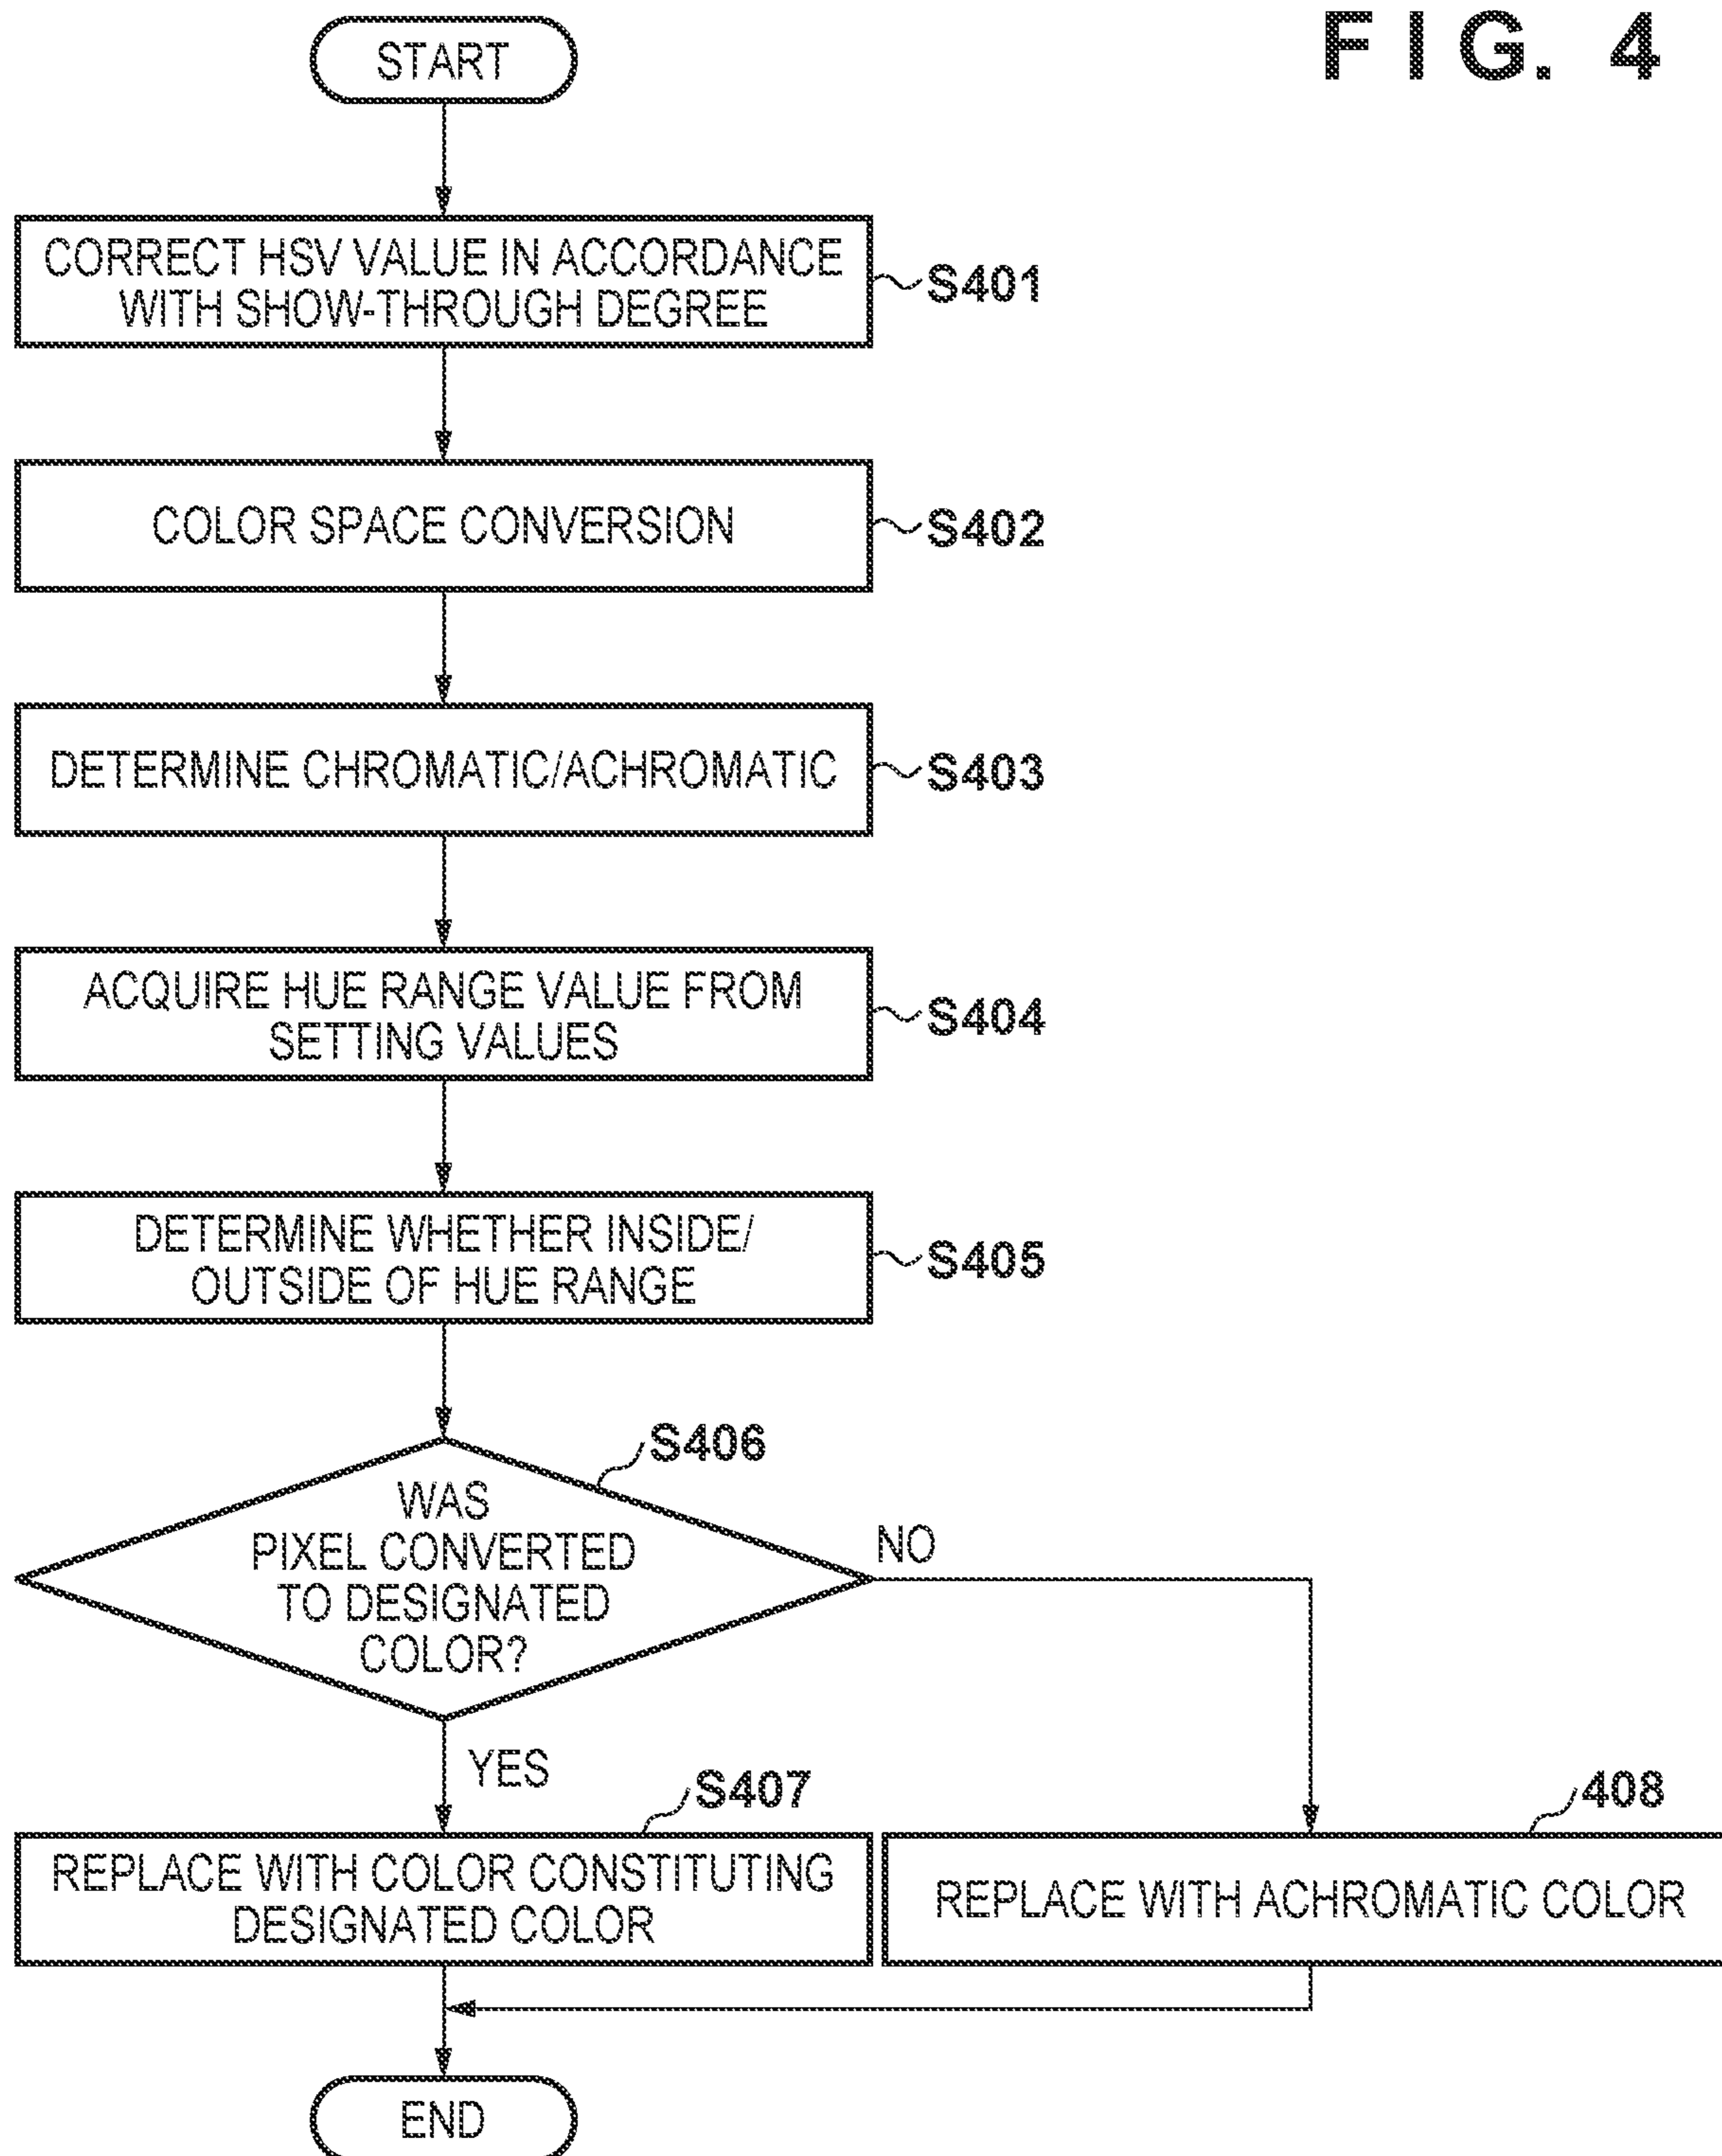 FIG. 4
START
CORRECT HSV VALUE IN ACCORDANCE
WITH SHOW-THROUGH DEGREE
S401
COLOR SPACE CONVERSION
S402
DETERMINE CHROMATIC/ACHROMATIC
S403
ACQUIRE HUE RANGE VALUE FROM
SETTING VALUES
S404
DETERMINE WHETHER INSIDE/
OUTSIDE OF HUE RANGE
S405
S406
WAS
PIXEL CONVERTED
TO DESIGNATED
COLOR?
NO
YES
S407
REPLACE WITH COLOR CONSTITUTING
DESIGNATED COLOR
408
REPLACE WITH ACHROMATIC COLOR
END